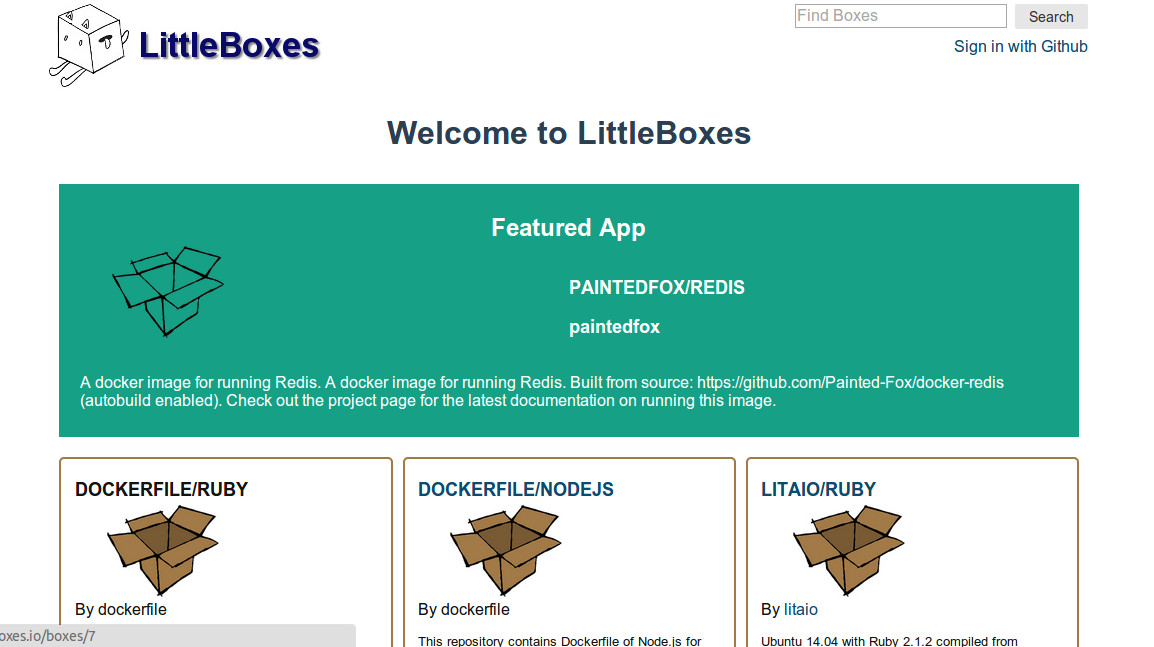 LittleBoxes
Find Boxes
Search
Sign in with Github
Welcome to LittleBoxes
Featured App
PAINTEDFOX/REDIS
paintedfox
A docker image for running Redis. A docker image for running Redis. Built from source: https://github.com/Painted-Fox/docker-redis
(autobuild enabled). Check out the project page for the latest documentation on running this image.
DOCKERFILE/RUBY
By dockerfile
DOCKERFILE/NODEJS
By dockerfile
This repository contains Dockerfile of Node.js for
LITAIO/RUBY
By litaio
Ubuntu 14.04 with Ruby 2.1.2 compiled from
oxes.io/boxes/7